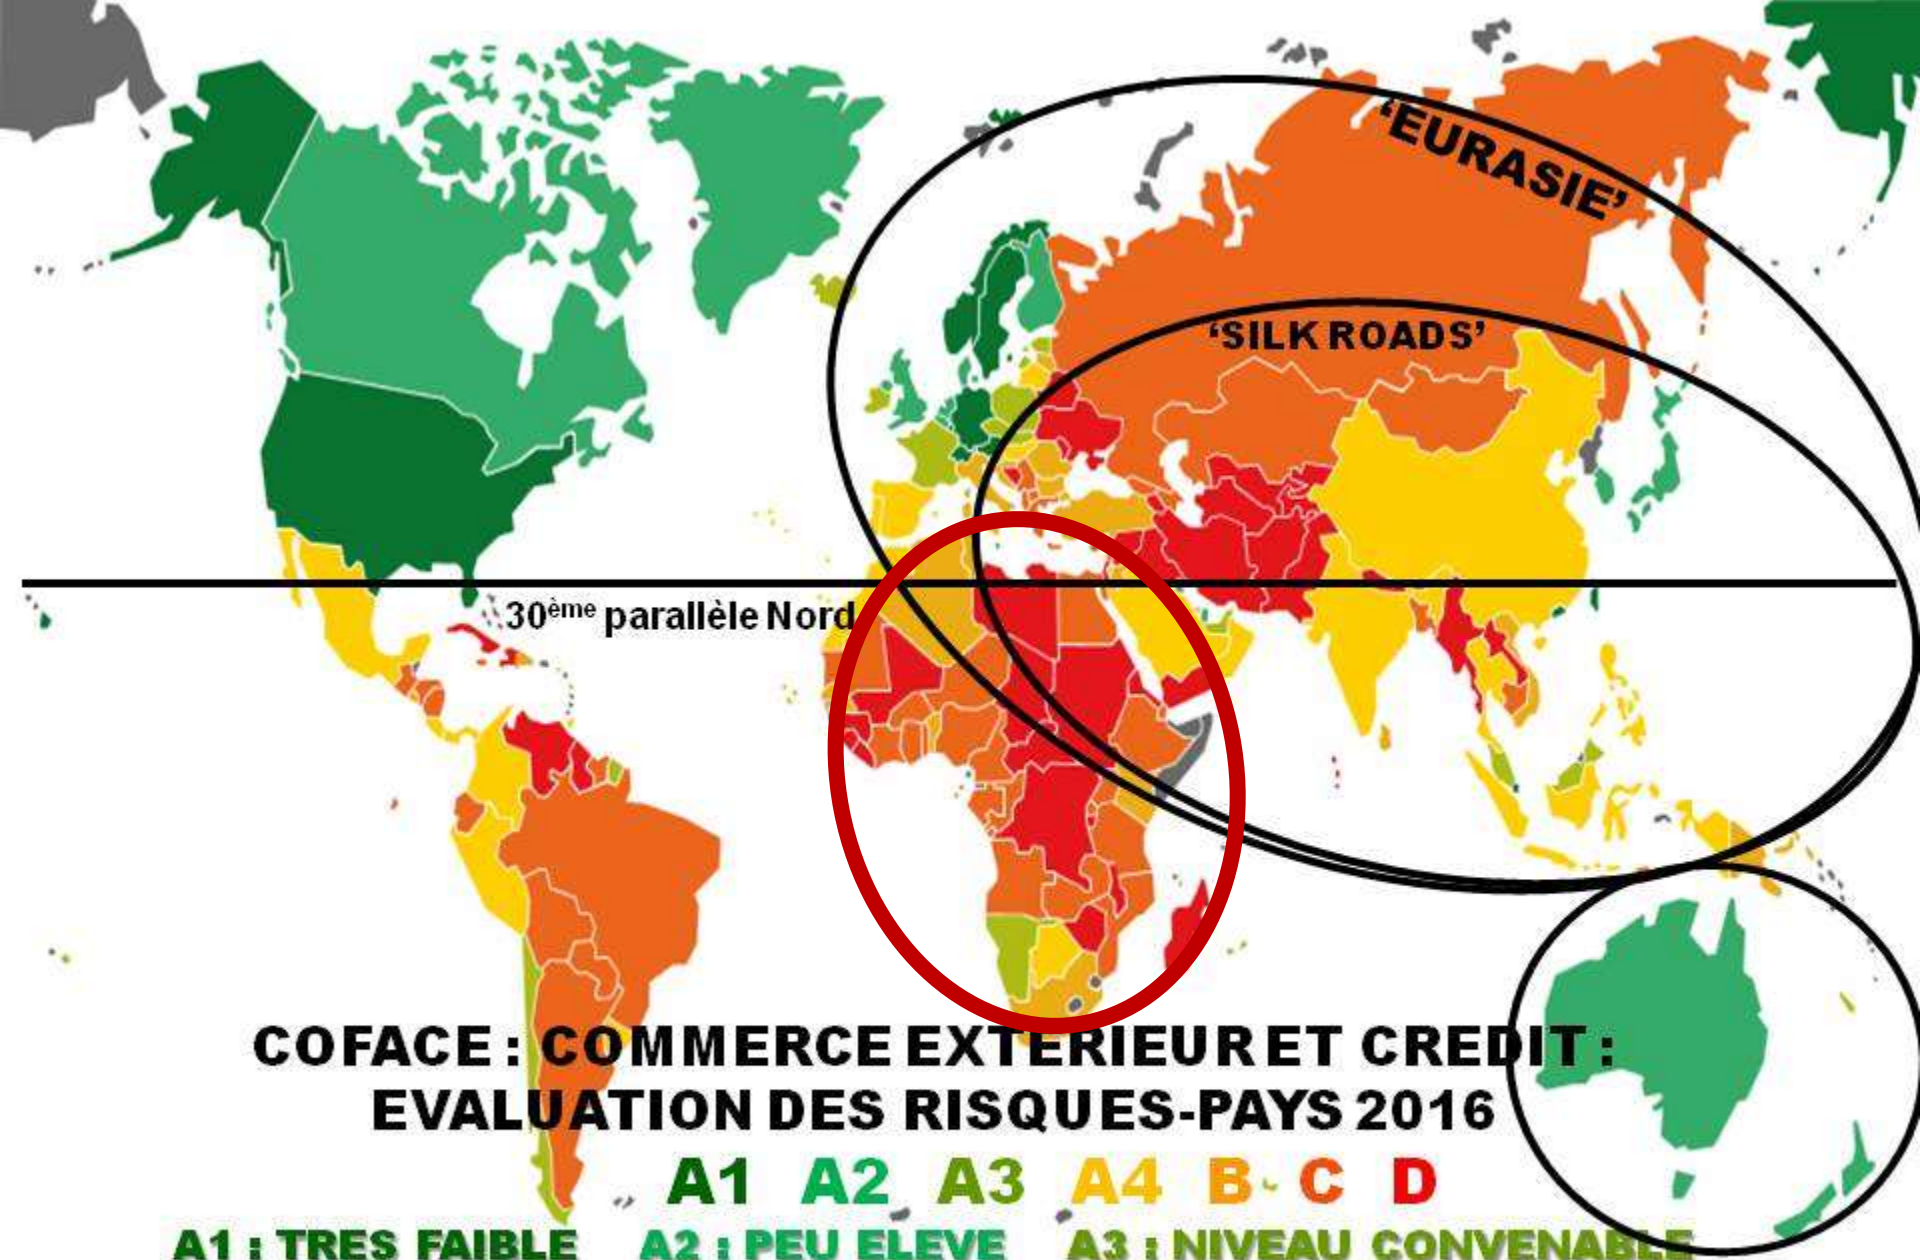 ‘EURASIE’
‘SILK ROADS’
30ème parallèle Nord
COFACE : COMMERCE EXTERIEUR ET CREDIT :
EVALUATION DES RISQUES-PAYS 2016
A1 A2 A3 A4 B C D
A1 : TRES FAIBLE A2 : PEU ELEVE A3 : NIVEAU CONVENABLE